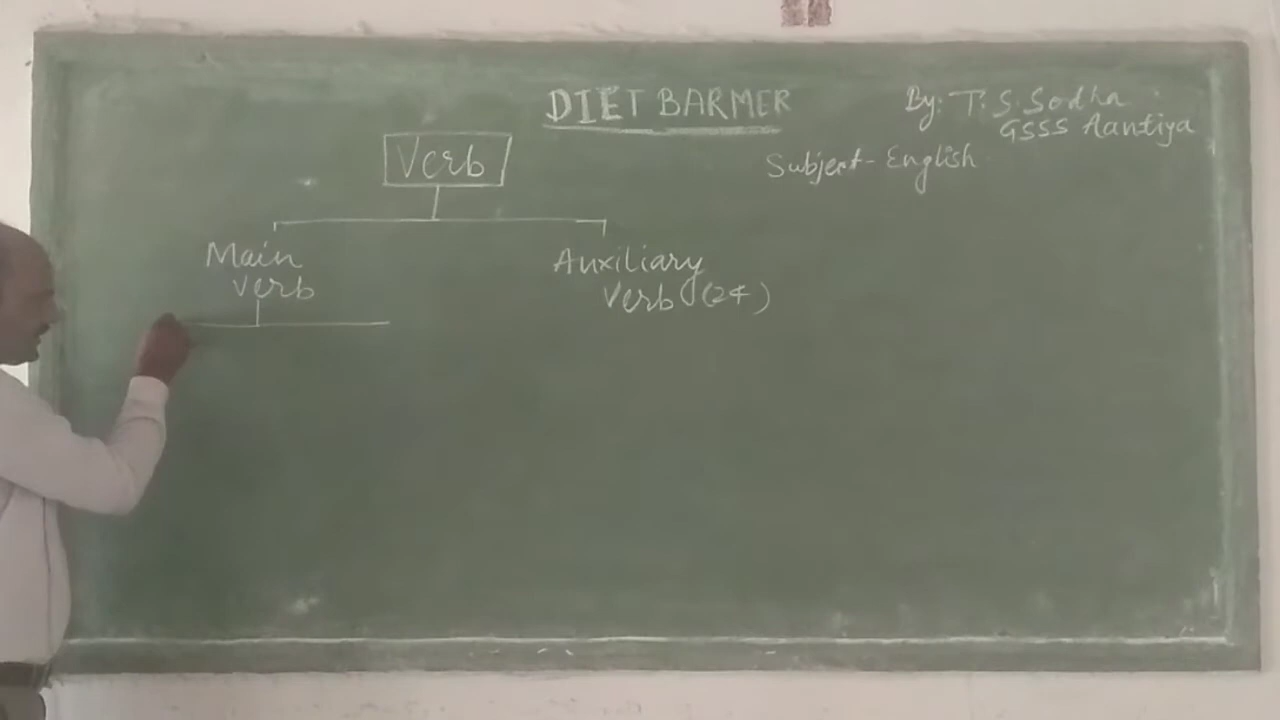 DIET BARMER
By: T. S. Sodha
GSSS Aantiya
Subject - English
Verb
Main
Verb
Auxiliary
Verb (24)